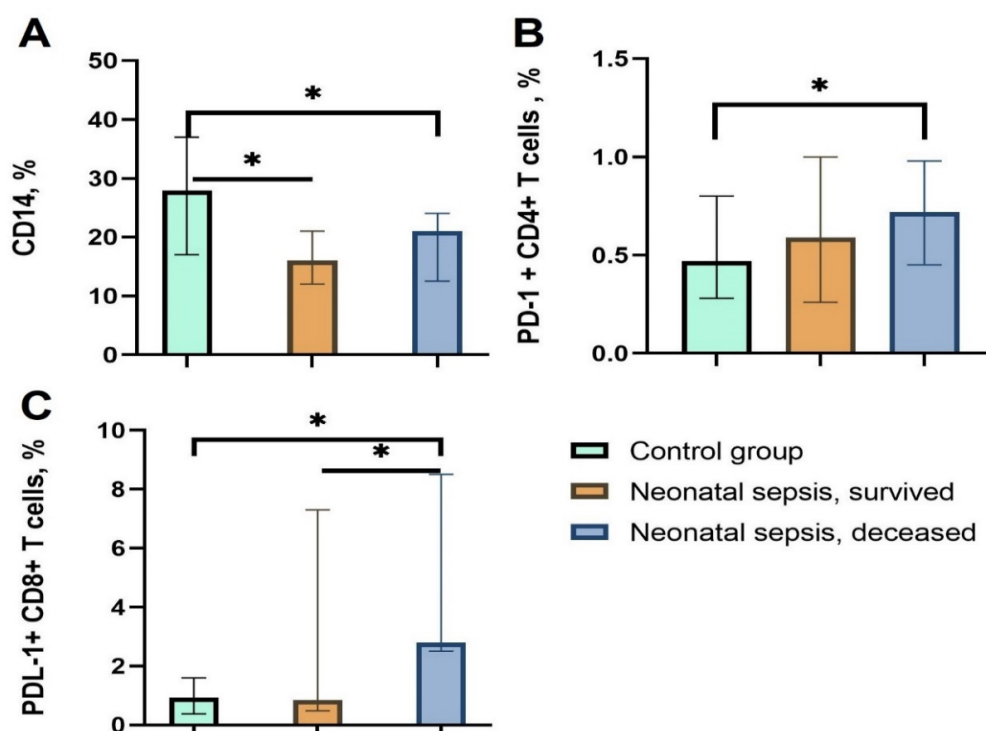 A
CD14, %
50
40
30
20
10
0
*
*
B
PD-1 + CD4+ T cells , %
1.5
1.0
0.5
0.0
*
C
PDL-1+ CD8+ T cells, %
10
8
6
4
2
0
*
*
Control group
Neonatal sepsis, survived
Neonatal sepsis, deceased